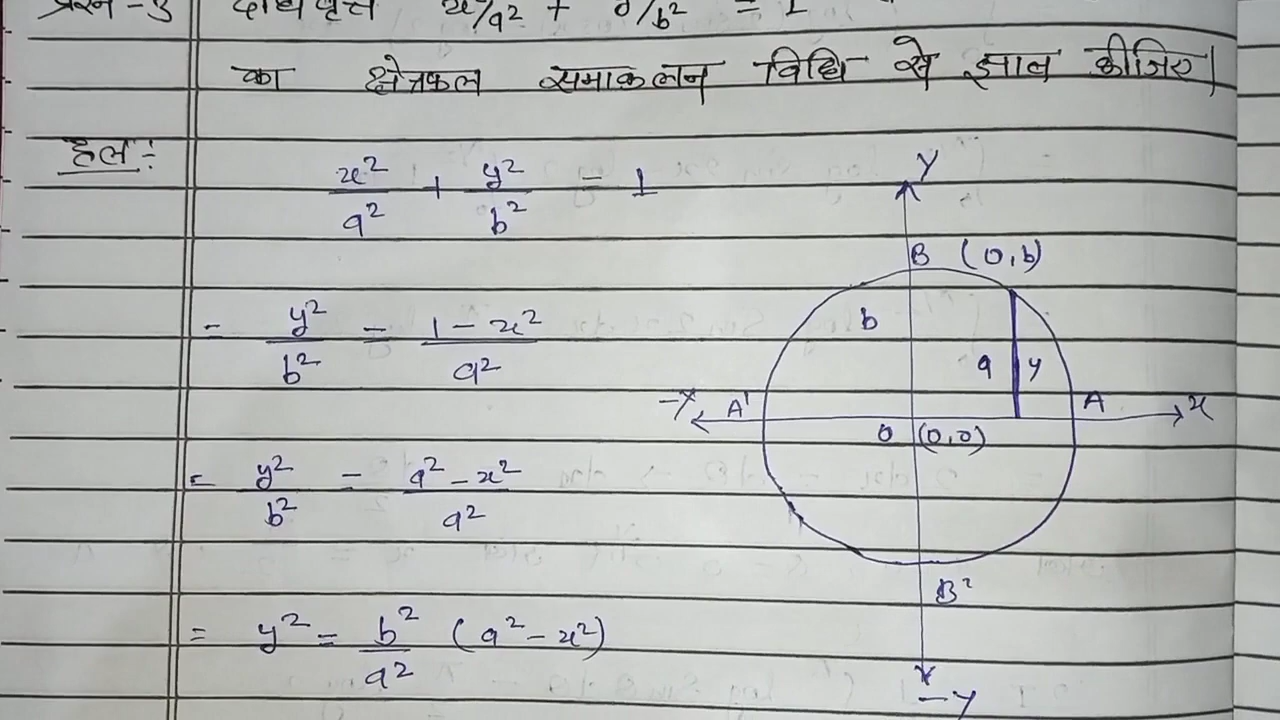 प्रश्न-5 दीर्घवृत्त x²/a² + y²/b² = 1
का क्षेत्रफल समाकलन विधि से ज्ञात कीजिए।
हल:
x²/a² + y²/b² = 1
= y²/b² = 1 - x²/a²
= y²/b² = a² - x²/a²
= y² = b²/a² (a² - x²)
Y
B (0,b)
b
a y
-X A' A x
O (0,0)
B'
-Y